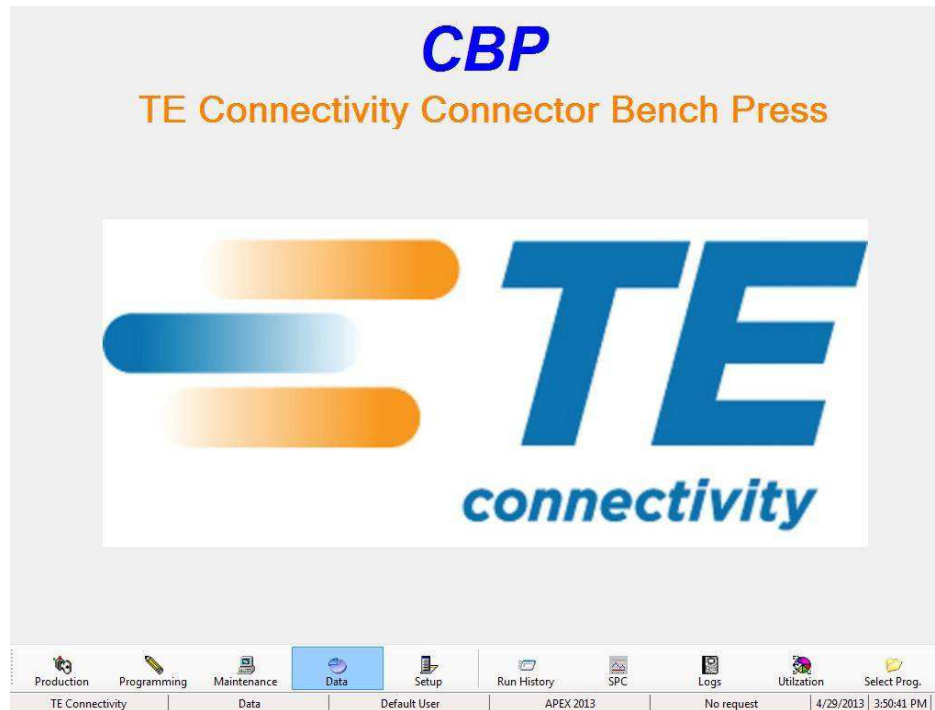 CBP
TE Connectivity Connector Bench Press
TE
connectivity
Production Programming Maintenance Data Setup Run History SPC Logs Utilzation Select Prog.
TE Connectivity Data Default User APEX 2013 No request 4/29/2013 3:50:41 PM